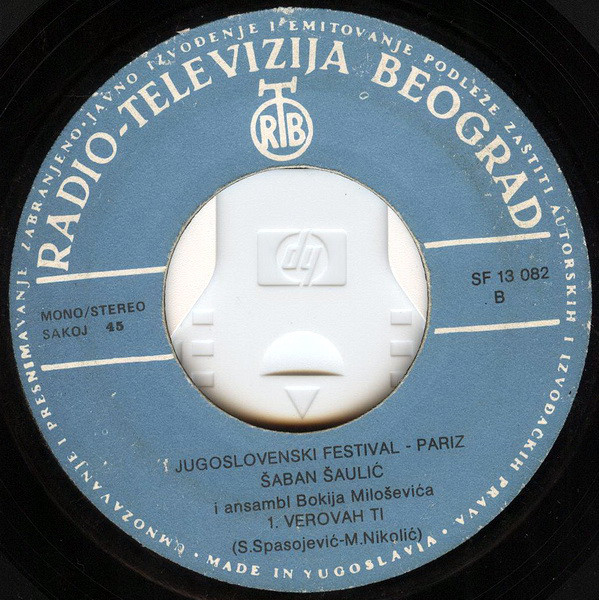 UMNOŽAVANJE I PRESNIMAVANJE ZABRANJENO·JAVNO IZVOĐENJE I EMITOVANJE PODLEŽE ZAŠTITI AUTORSKIH I IZVOĐAČKIH PRAVA·
RADIO-TELEVIZIJA BEOGRAD
RTB
hp
MONO/STEREO
SAKOJ 45
SF 13 082
B
JUGOSLOVENSKI FESTIVAL - PARIZ
ŠABAN ŠAULIĆ
i ansambl Bokija Miloševića
1. VEROVAH TI
(S.Spasojević-M.Nikolić)
MADE IN YUGOSLAVIA·